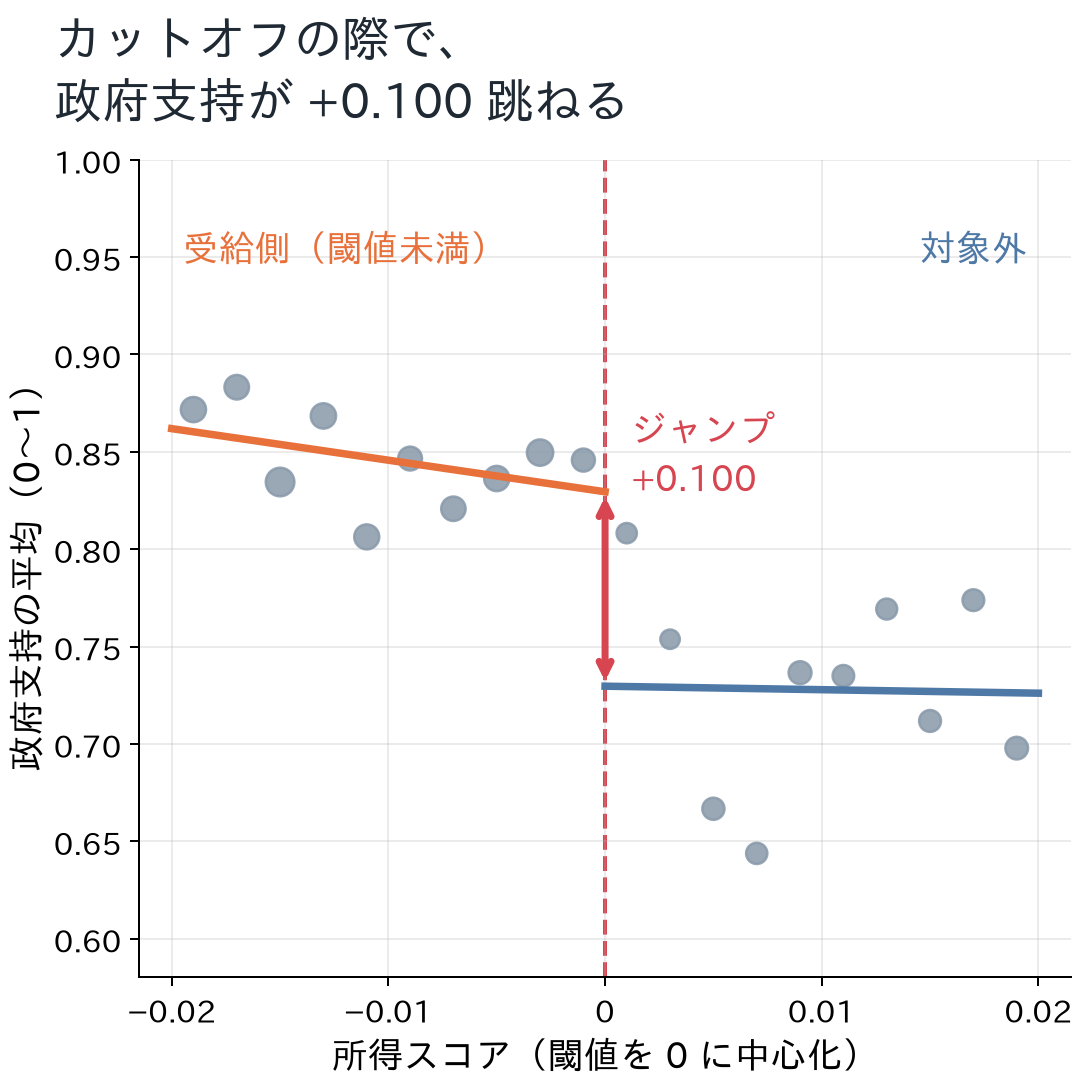 カットオフの際で、
政府支持が +0.100 跳ねる
1.00
0.95
0.90
0.85
0.80
0.75
0.70
0.65
0.60
政府支持の平均（0〜1）
受給側（閾値未満）
対象外
ジャンプ
+0.100
−0.02
−0.01
0
0.01
0.02
所得スコア（閾値を 0 に中心化）